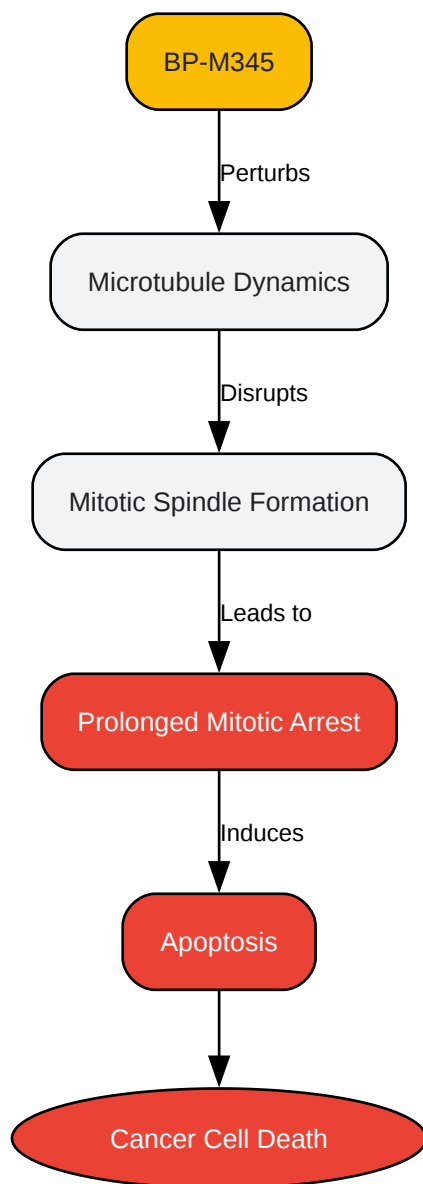 BP-M345
Perturbs
Microtubule Dynamics
Disrupts
Mitotic Spindle Formation
Leads to
Prolonged Mitotic Arrest
Induces
Apoptosis
Cancer Cell Death